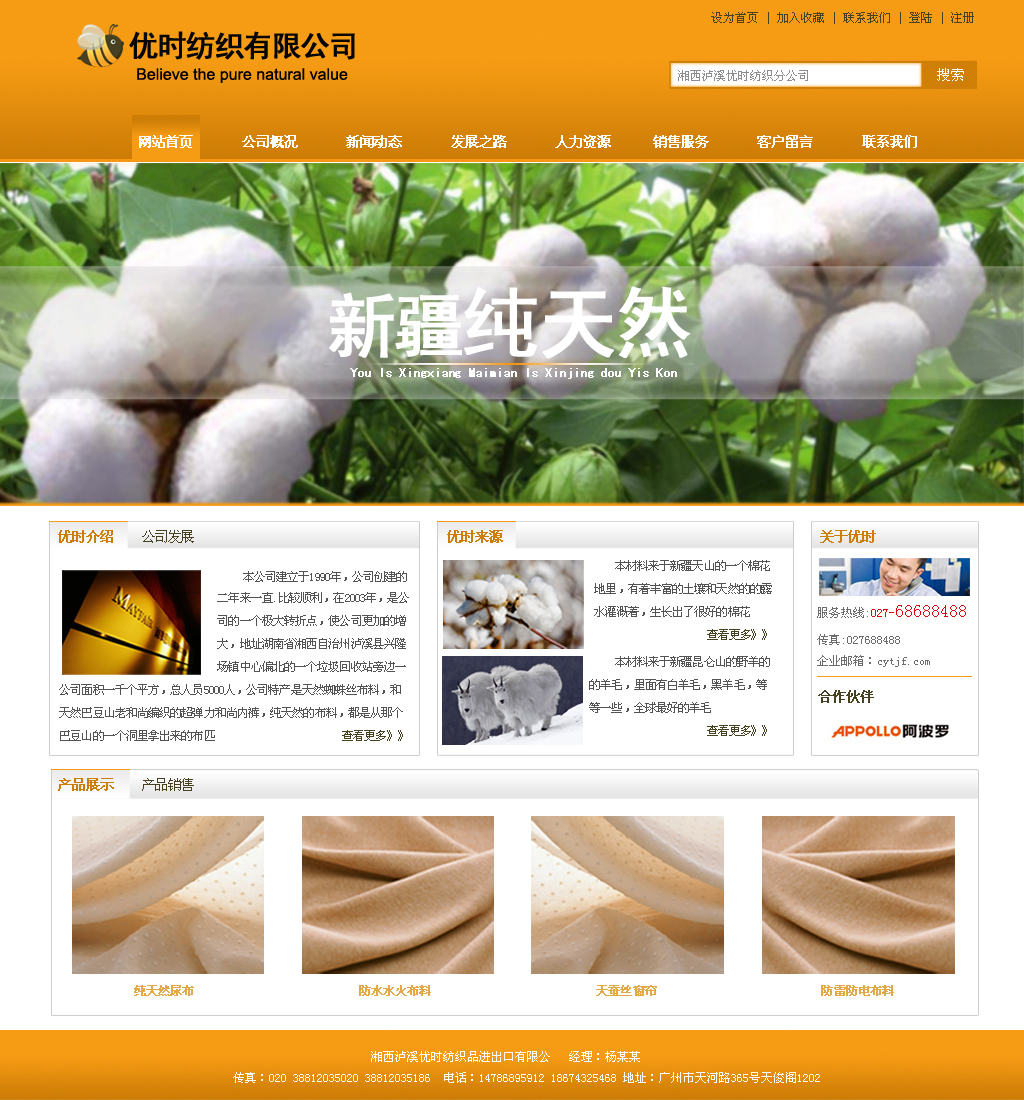 设为首页 | 加入收藏 | 联系我们 | 登陆 | 注册
优时纺织有限公司
Believe the pure natural value
湘西泸溪优时纺织分公司 搜索
网站首页 公司概况 新闻动态 发展之路 人力资源 销售服务 客户留言 联系我们
新疆纯天然
You Is Xingxiang Maimian Is Xinjing dou Yis Kon
优时介绍 公司发展
MAYFAIR
本公司建立于1990年,公司创建的
二年来一直.比较顺利,在2003年,是公
司的一个极大转折点,使公司更加的增
大,地址湖南省湘西自治州泸溪县兴隆
场镇中心偏北的一个垃圾回收站旁边一
公司面积一千个平方,总人员5000人,公司特产是天然蜘蛛丝布料,和
天然巴豆山老和尚编织的超弹力和尚内裤,纯天然的布料,都是从那个
巴豆山的一个洞里拿出来的布匹
查看更多》》
优时来源
本材料来于新疆天山的一个棉花
地里,有着丰富的土壤和天然的的露
水灌溉着,生长出了很好的棉花
查看更多》》
本材料来于新疆昆仑山的野羊的
的羊毛,里面有白羊毛,黑羊毛,等
等一些,全球最好的羊毛
查看更多》》
关于优时
服务热线:027-68688488
传真:027688488
企业邮箱:cytjf.com
合作伙伴
APPOLLO阿波罗
产品展示 产品销售
纯天然尿布 防水水火布料 天蚕丝窗帘 防雷防电布料
湘西泸溪优时纺织品进出口有限公 经理:杨某某
传真:020 38812035020 38812035186 电话:14786895912 18674325468 地址:广州市天河路365号天俊阁1202